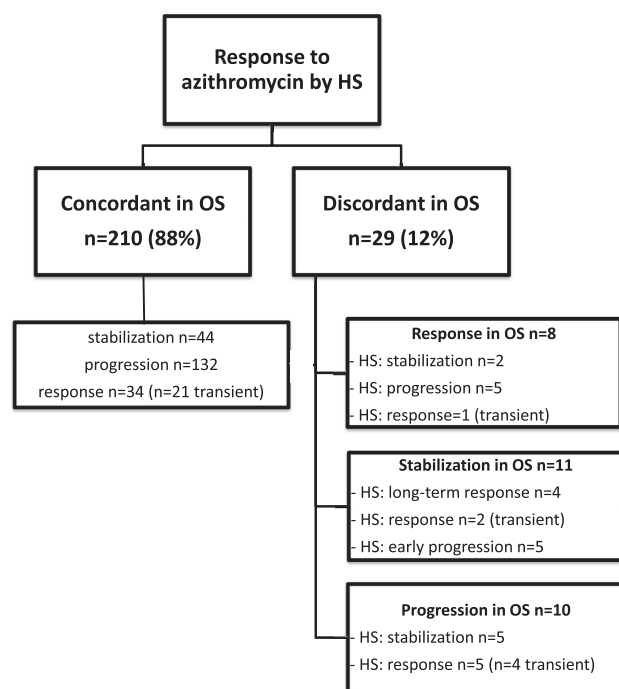 Response to
azithromycin by HS
Concordant in OS
n=210 (88%)
Discordant in OS
n=29 (12%)
stabilization n=44
progression n=132
response n=34 (n=21 transient)
Response in OS n=8
- HS: stabilization n=2
- HS: progression n=5
- HS: response=1 (transient)
Stabilization in OS n=11
- HS: long-term response n=4
- HS: response n=2 (transient)
- HS: early progression n=5
Progression in OS n=10
- HS: stabilization n=5
- HS: response n=5 (n=4 transient)